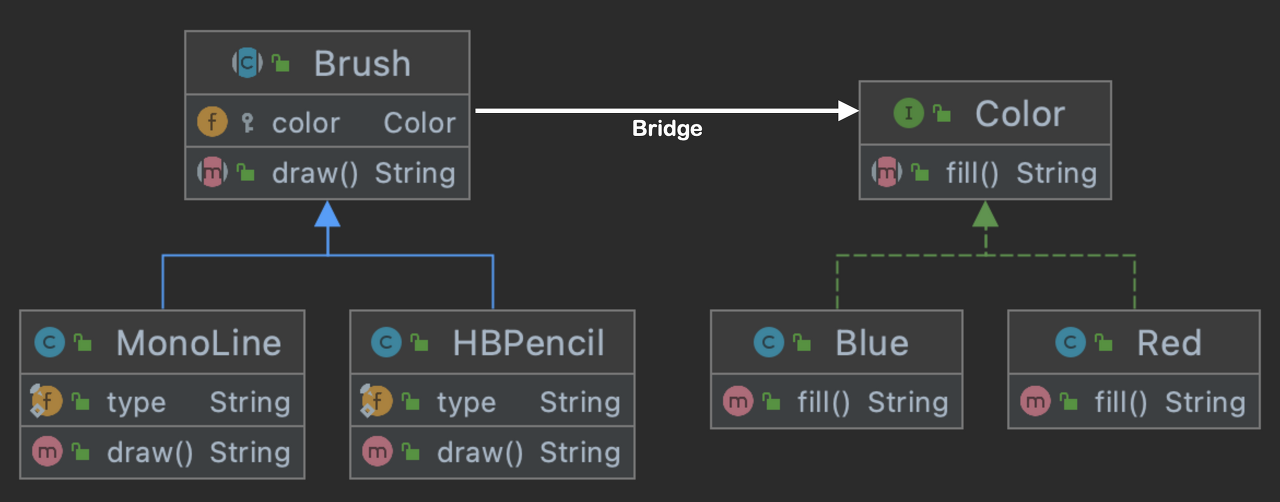 Brush
color Color
draw() String
Bridge
Color
fill() String
MonoLine
type String
draw() String
HBPencil
type String
draw() String
Blue
fill() String
Red
fill() String